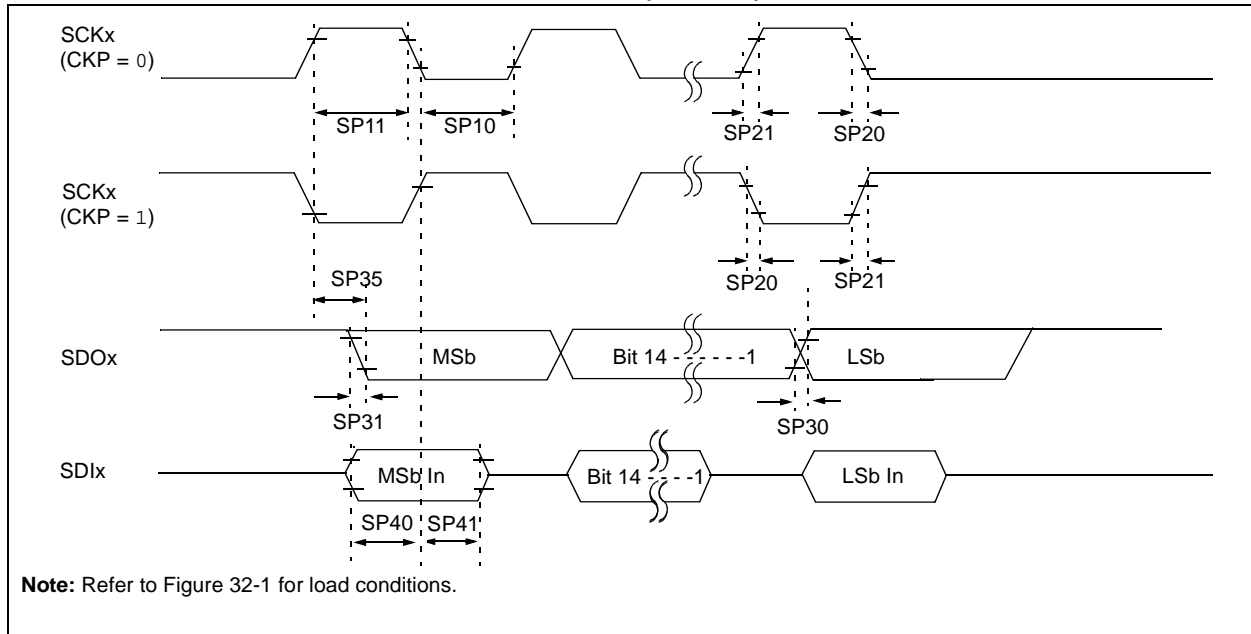 SCKx
(CKP = 0)
SP11
SP10
SP21
SP20
SCKx
(CKP = 1)
SP35
SP20
SP21
SDOx
MSb
Bit 14 - - - - - -1
LSb
SP31
SP30
SDIx
MSb In
Bit 14 - - - - -1
LSb In
SP40
SP41
Note: Refer to Figure 32-1 for load conditions.